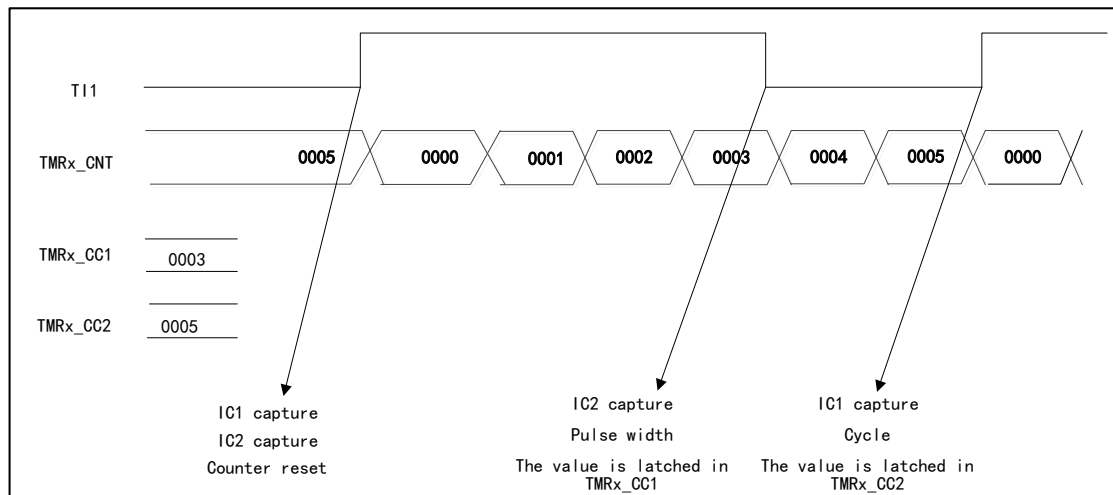 TI1
TMRx_CNT
0005 0000 0001 0002 0003 0004 0005 0000
TMRx_CC1
0003
TMRx_CC2
0005
IC1 capture
IC2 capture
Counter reset
IC2 capture
Pulse width
The value is latched in
TMRx_CC1
IC1 capture
Cycle
The value is latched in
TMRx_CC2